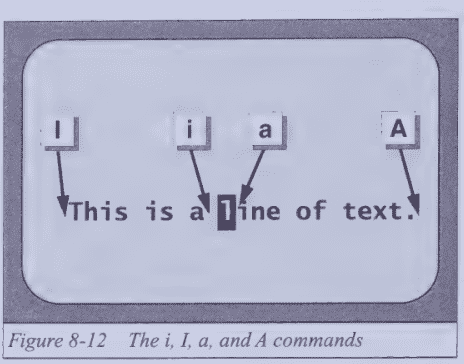 I i a A
This is a line of text.
Figure 8-12 The i, I, a, and A commands